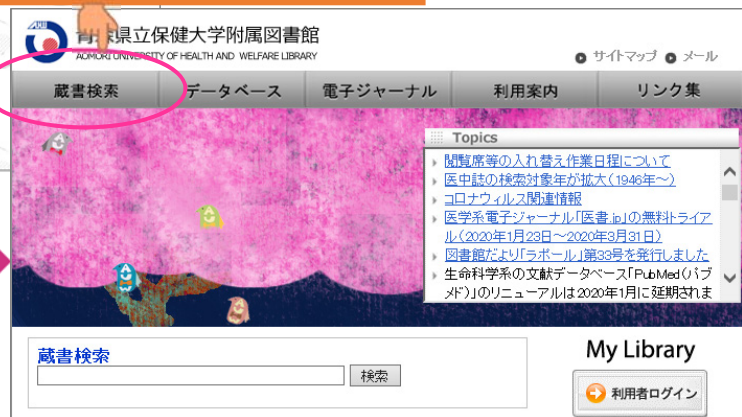 青森県立保健大学附属図書館
AOMORI UNIVERSITY OF HEALTH AND WELFARE LIBRARY
サイトマップ メール
蔵書検索 データベース 電子ジャーナル 利用案内 リンク集
Topics
閲覧席等の入れ替え作業日程について
医中誌の検索対象年が拡大(1946年~)
コロナウィルス関連情報
医学系電子ジャーナル「医書.jp」の無料トライア
ル(2020年1月23日~2020年3月31日)
図書館だより「ラポール」第33号を発行しました
生命科学系の文献データベース「PubMed(パブ
メド)」のリニューアルは2020年1月に延期されま
蔵書検索
検索
My Library
利用者ログイン